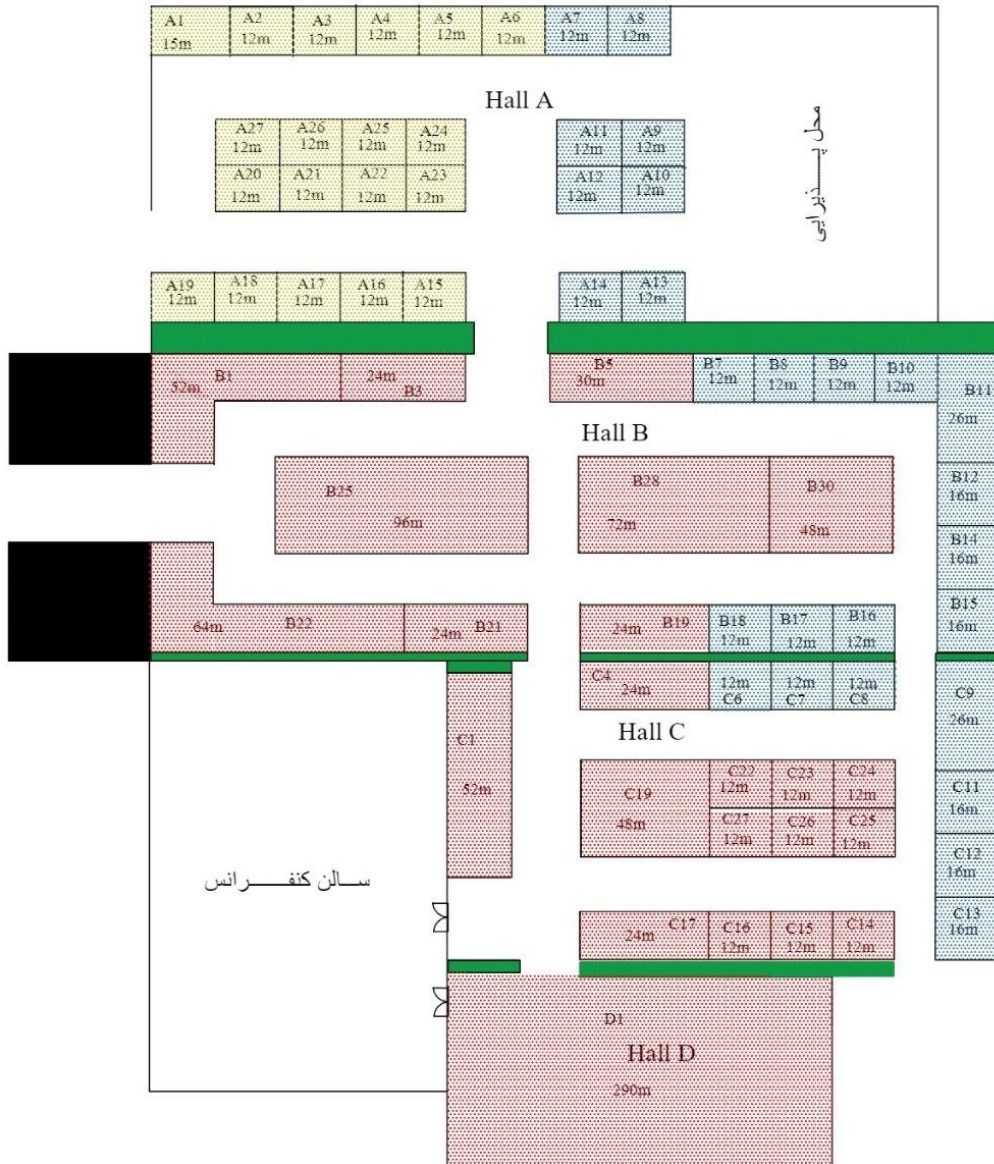 A1 A2 A3 A4 A5 A6 A7 A8
15m 12m 12m 12m 12m 12m 12m 12m
Hall A
محل پـــــذیرایی
A27 A26 A25 A24 A11 A9
12m 12m 12m 12m 12m 12m
A20 A21 A22 A23 A12 A10
12m 12m 12m 12m 12m 12m
A19 A18 A17 A16 A15 A14 A13
12m 12m 12m 12m 12m 12m 12m
B1 B3 B5 B7 B8 B9 B10 B11
52m 24m 30m 12m 12m 12m 12m 26m
Hall B
B25 B28 B30 B12
96m 72m 48m 16m
B14
16m
B22 B21 B19 B18 B17 B16 B15
64m 24m 24m 12m 12m 12m 16m
C4 12m 12m 12m C9
24m C6 C7 C8 26m
Hall C
C1
52m
C19 C22 C23 C24 C11
48m 12m 12m 12m 16m
C27 C26 C25 C12
12m 12m 12m 16m
ســالن کنفــــرانس
C17 C16 C15 C14 C13
24m 12m 12m 12m 16m
D1
Hall D
290m